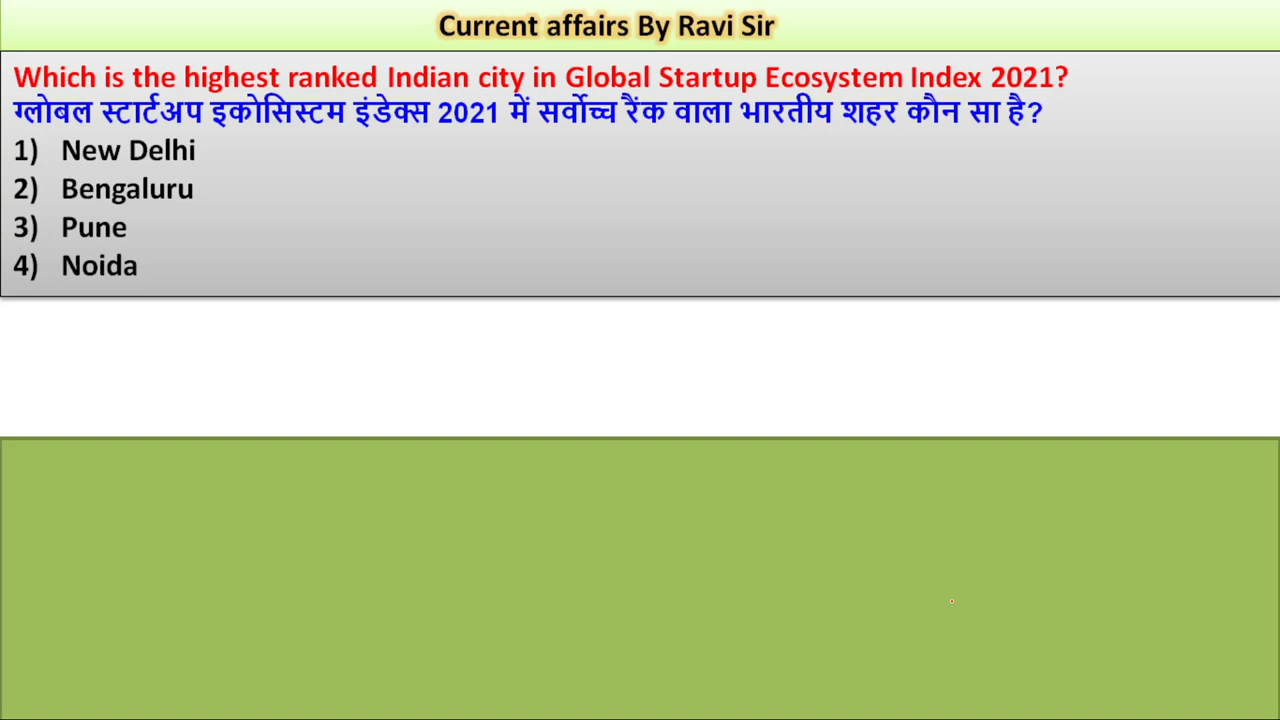 Current affairs By Ravi Sir
Which is the highest ranked Indian city in Global Startup Ecosystem Index 2021?
ग्लोबल स्टार्टअप इकोसिस्टम इंडेक्स 2021 में सर्वोच्च रैंक वाला भारतीय शहर कौन सा है?
1) New Delhi
2) Bengaluru
3) Pune
4) Noida